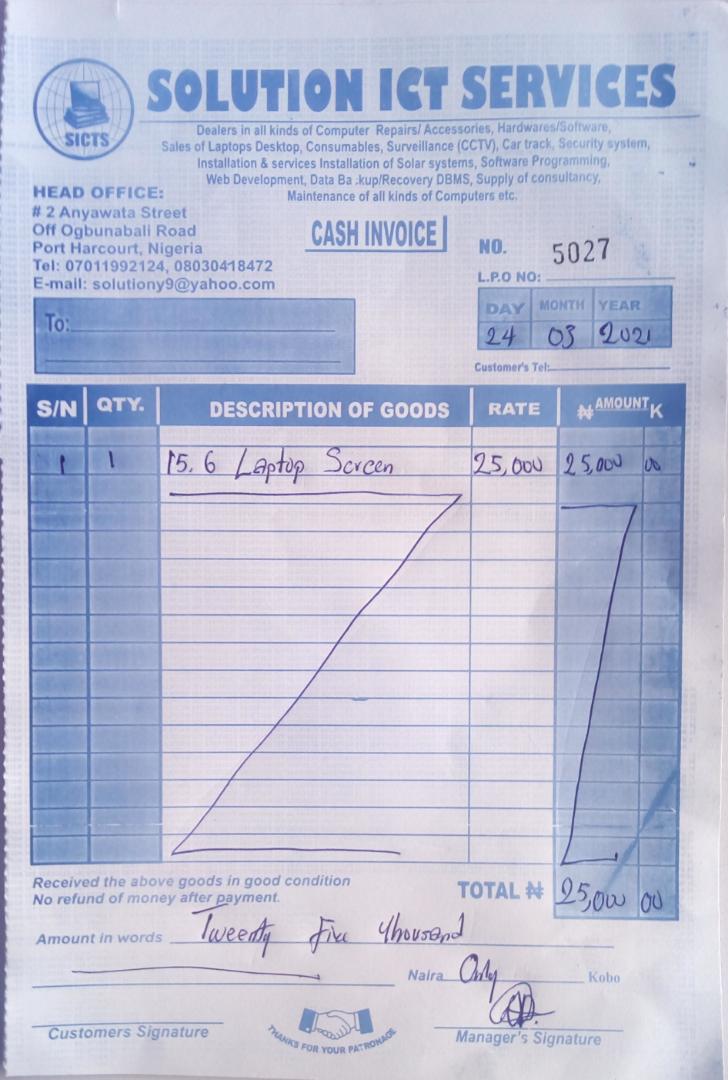 SOLUTION ICT SERVICES
SICTS
Dealers in all kinds of Computer Repairs/ Accessories, Hardwares/Software,
Sales of Laptops Desktop, Consumables, Surveillance (CCTV), Car track, Security system,
Installation & services Installation of Solar systems, Software Programming,
Web Development, Data Ba .kup/Recovery DBMS, Supply of consultancy,
Maintenance of all kinds of Computers etc.
HEAD OFFICE:
# 2 Anyawata Street
Off Ogbunabali Road
Port Harcourt, Nigeria
Tel: 07011992124, 08030418472
E-mail: solutiony9@yahoo.com
CASH INVOICE
NO. 5027
L.P.O NO:
To:
DAY MONTH YEAR
24 03 2021
Customer's Tel:
S/N QTY. DESCRIPTION OF GOODS RATE ₦ AMOUNT K
1 1 15.6 Laptop Screen 25,000 25,000 00
Received the above goods in good condition
No refund of money after payment.
TOTAL ₦ 25,000 00
Amount in words Tweenty five thousand
Naira Only Kobo
Customers Signature
THANKS FOR YOUR PATRONAGE
Manager's Signature